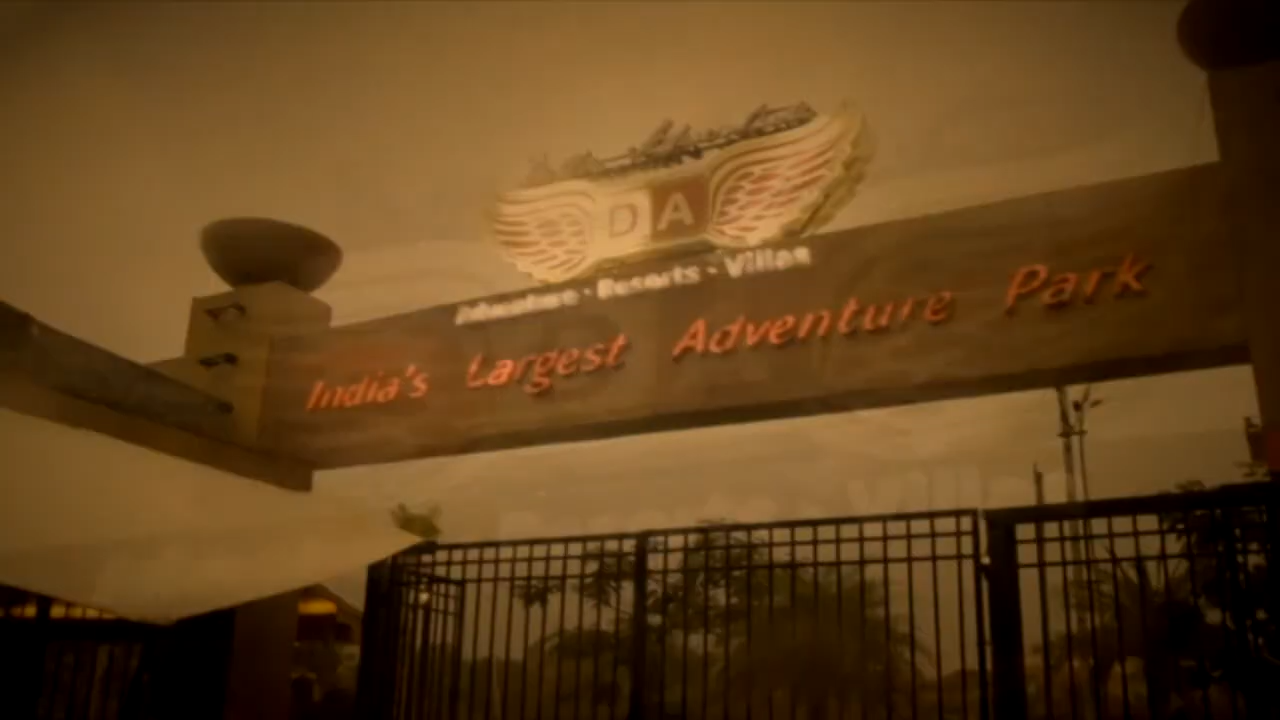 DA
Adventure • Resorts • Villas
India's Largest Adventure Park